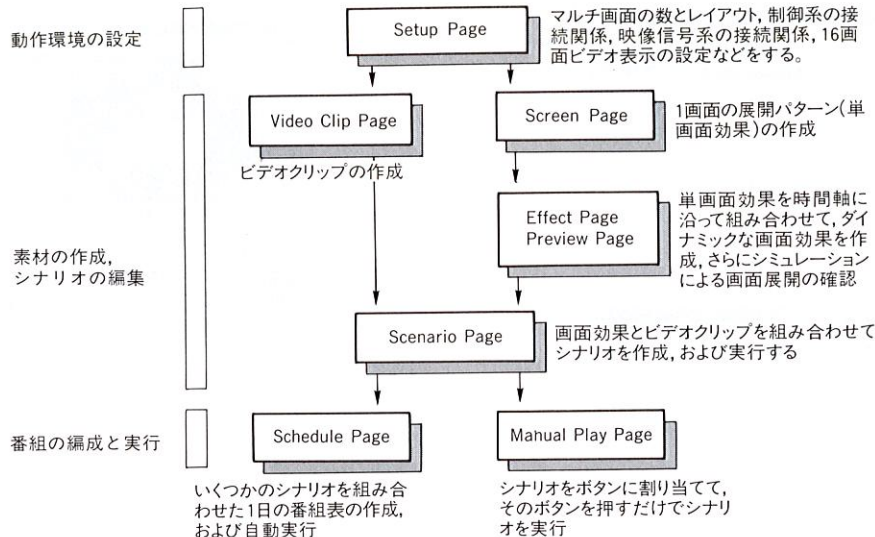 動作環境の設定
Setup Page
マルチ画面の数とレイアウト,制御系の接
続関係,映像信号系の接続関係,16画
面ビデオ表示の設定などをする。
Video Clip Page
ビデオクリップの作成
Screen Page
1画面の展開パターン(単
画面効果)の作成
素材の作成,
シナリオの編集
Effect Page
Preview Page
単画面効果を時間軸に
沿って組み合わせて,ダイ
ナミックな画面効果を作
成,さらにシミュレーション
による画面展開の確認
Scenario Page
画面効果とビデオクリップを組み合わせて
シナリオを作成,および実行する
番組の編成と実行
Schedule Page
いくつかのシナリオを組み合
わせた1日の番組表の作成,
および自動実行
Manual Play Page
シナリオをボタンに割り当てて,
そのボタンを押すだけでシナリ
オを実行